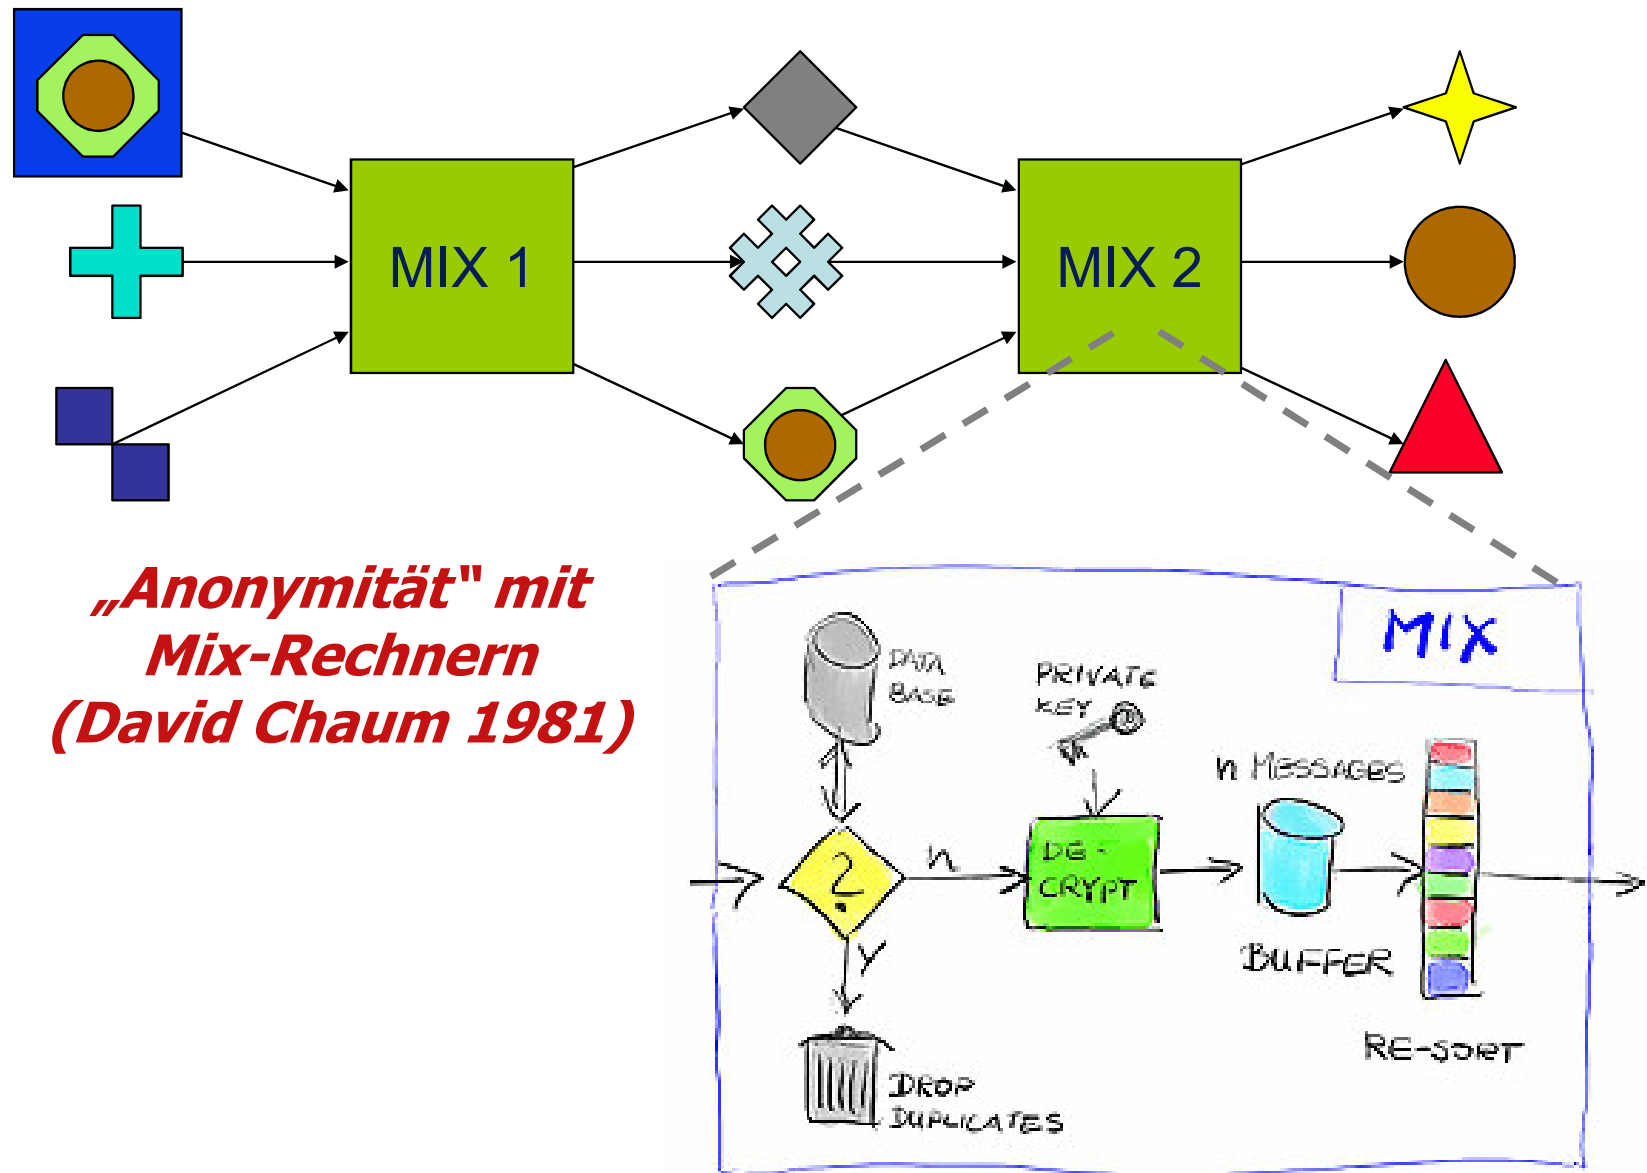 MIX 1
MIX 2
„Anonymität“ mit
Mix-Rechnern
(David Chaum 1981)
MIX
DATA
BASE
PRIVATE
KEY
n MESSAGES
?
n
DE-
CRYPT
Y
BUFFER
RE-SORT
DROP
DUPLICATES